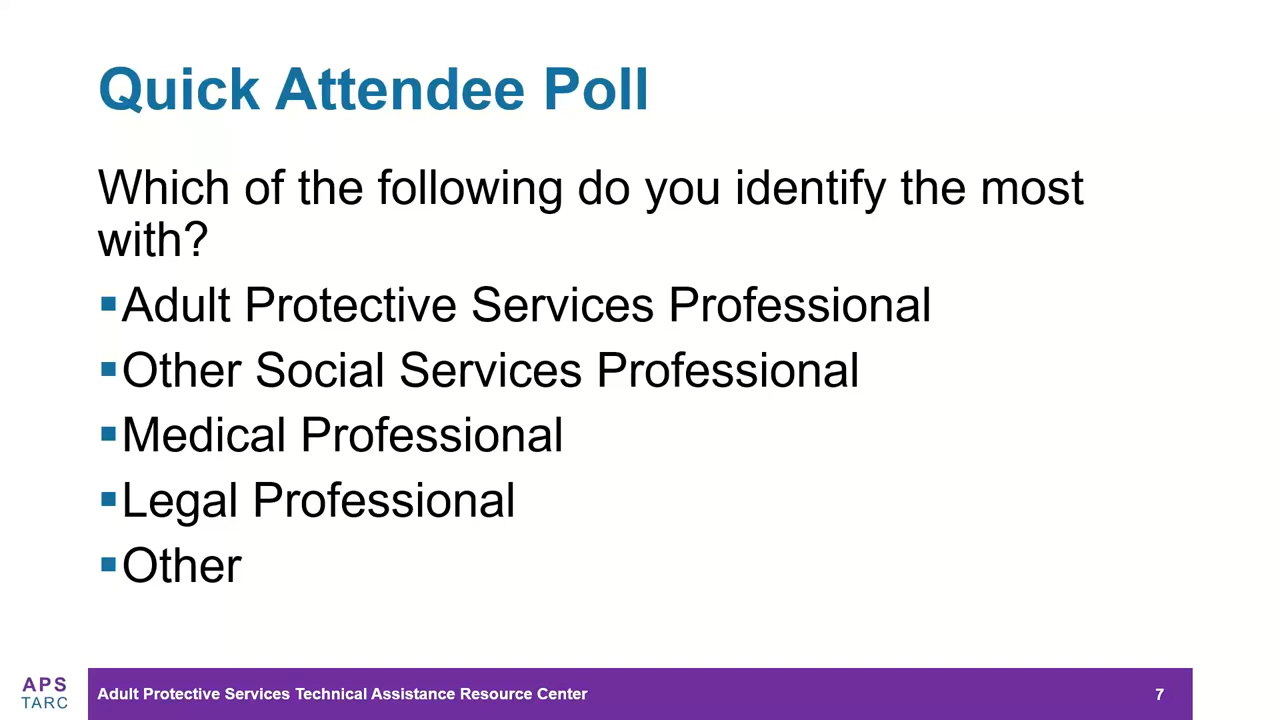 Quick Attendee Poll
Which of the following do you identify the most
with?
▪Adult Protective Services Professional
▪Other Social Services Professional
▪Medical Professional
▪Legal Professional
▪Other
APS
TARC
Adult Protective Services Technical Assistance Resource Center
7